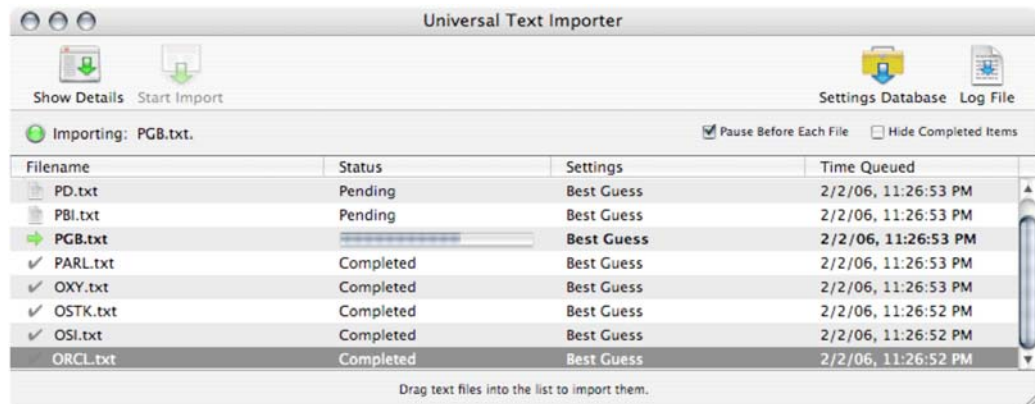 Universal Text Importer
Show Details Start Import Settings Database Log File
Importing: PGB.txt. Pause Before Each File Hide Completed Items
Filename Status Settings Time Queued
PD.txt Pending Best Guess 2/2/06, 11:26:53 PM
PBI.txt Pending Best Guess 2/2/06, 11:26:53 PM
PGB.txt Best Guess 2/2/06, 11:26:53 PM
PARL.txt Completed Best Guess 2/2/06, 11:26:53 PM
OXY.txt Completed Best Guess 2/2/06, 11:26:53 PM
OSTK.txt Completed Best Guess 2/2/06, 11:26:52 PM
OSI.txt Completed Best Guess 2/2/06, 11:26:52 PM
ORCL.txt Completed Best Guess 2/2/06, 11:26:52 PM
Drag text files into the list to import them.